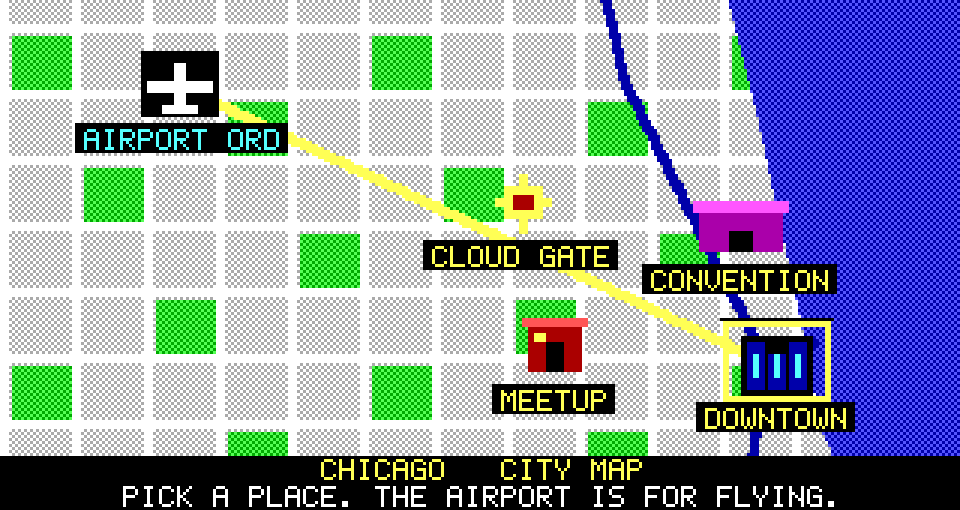 AIRPORT ORD
CLOUD GATE
CONVENTION
MEETUP
DOWNTOWN
CHICAGO CITY MAP
PICK A PLACE. THE AIRPORT IS FOR FLYING.